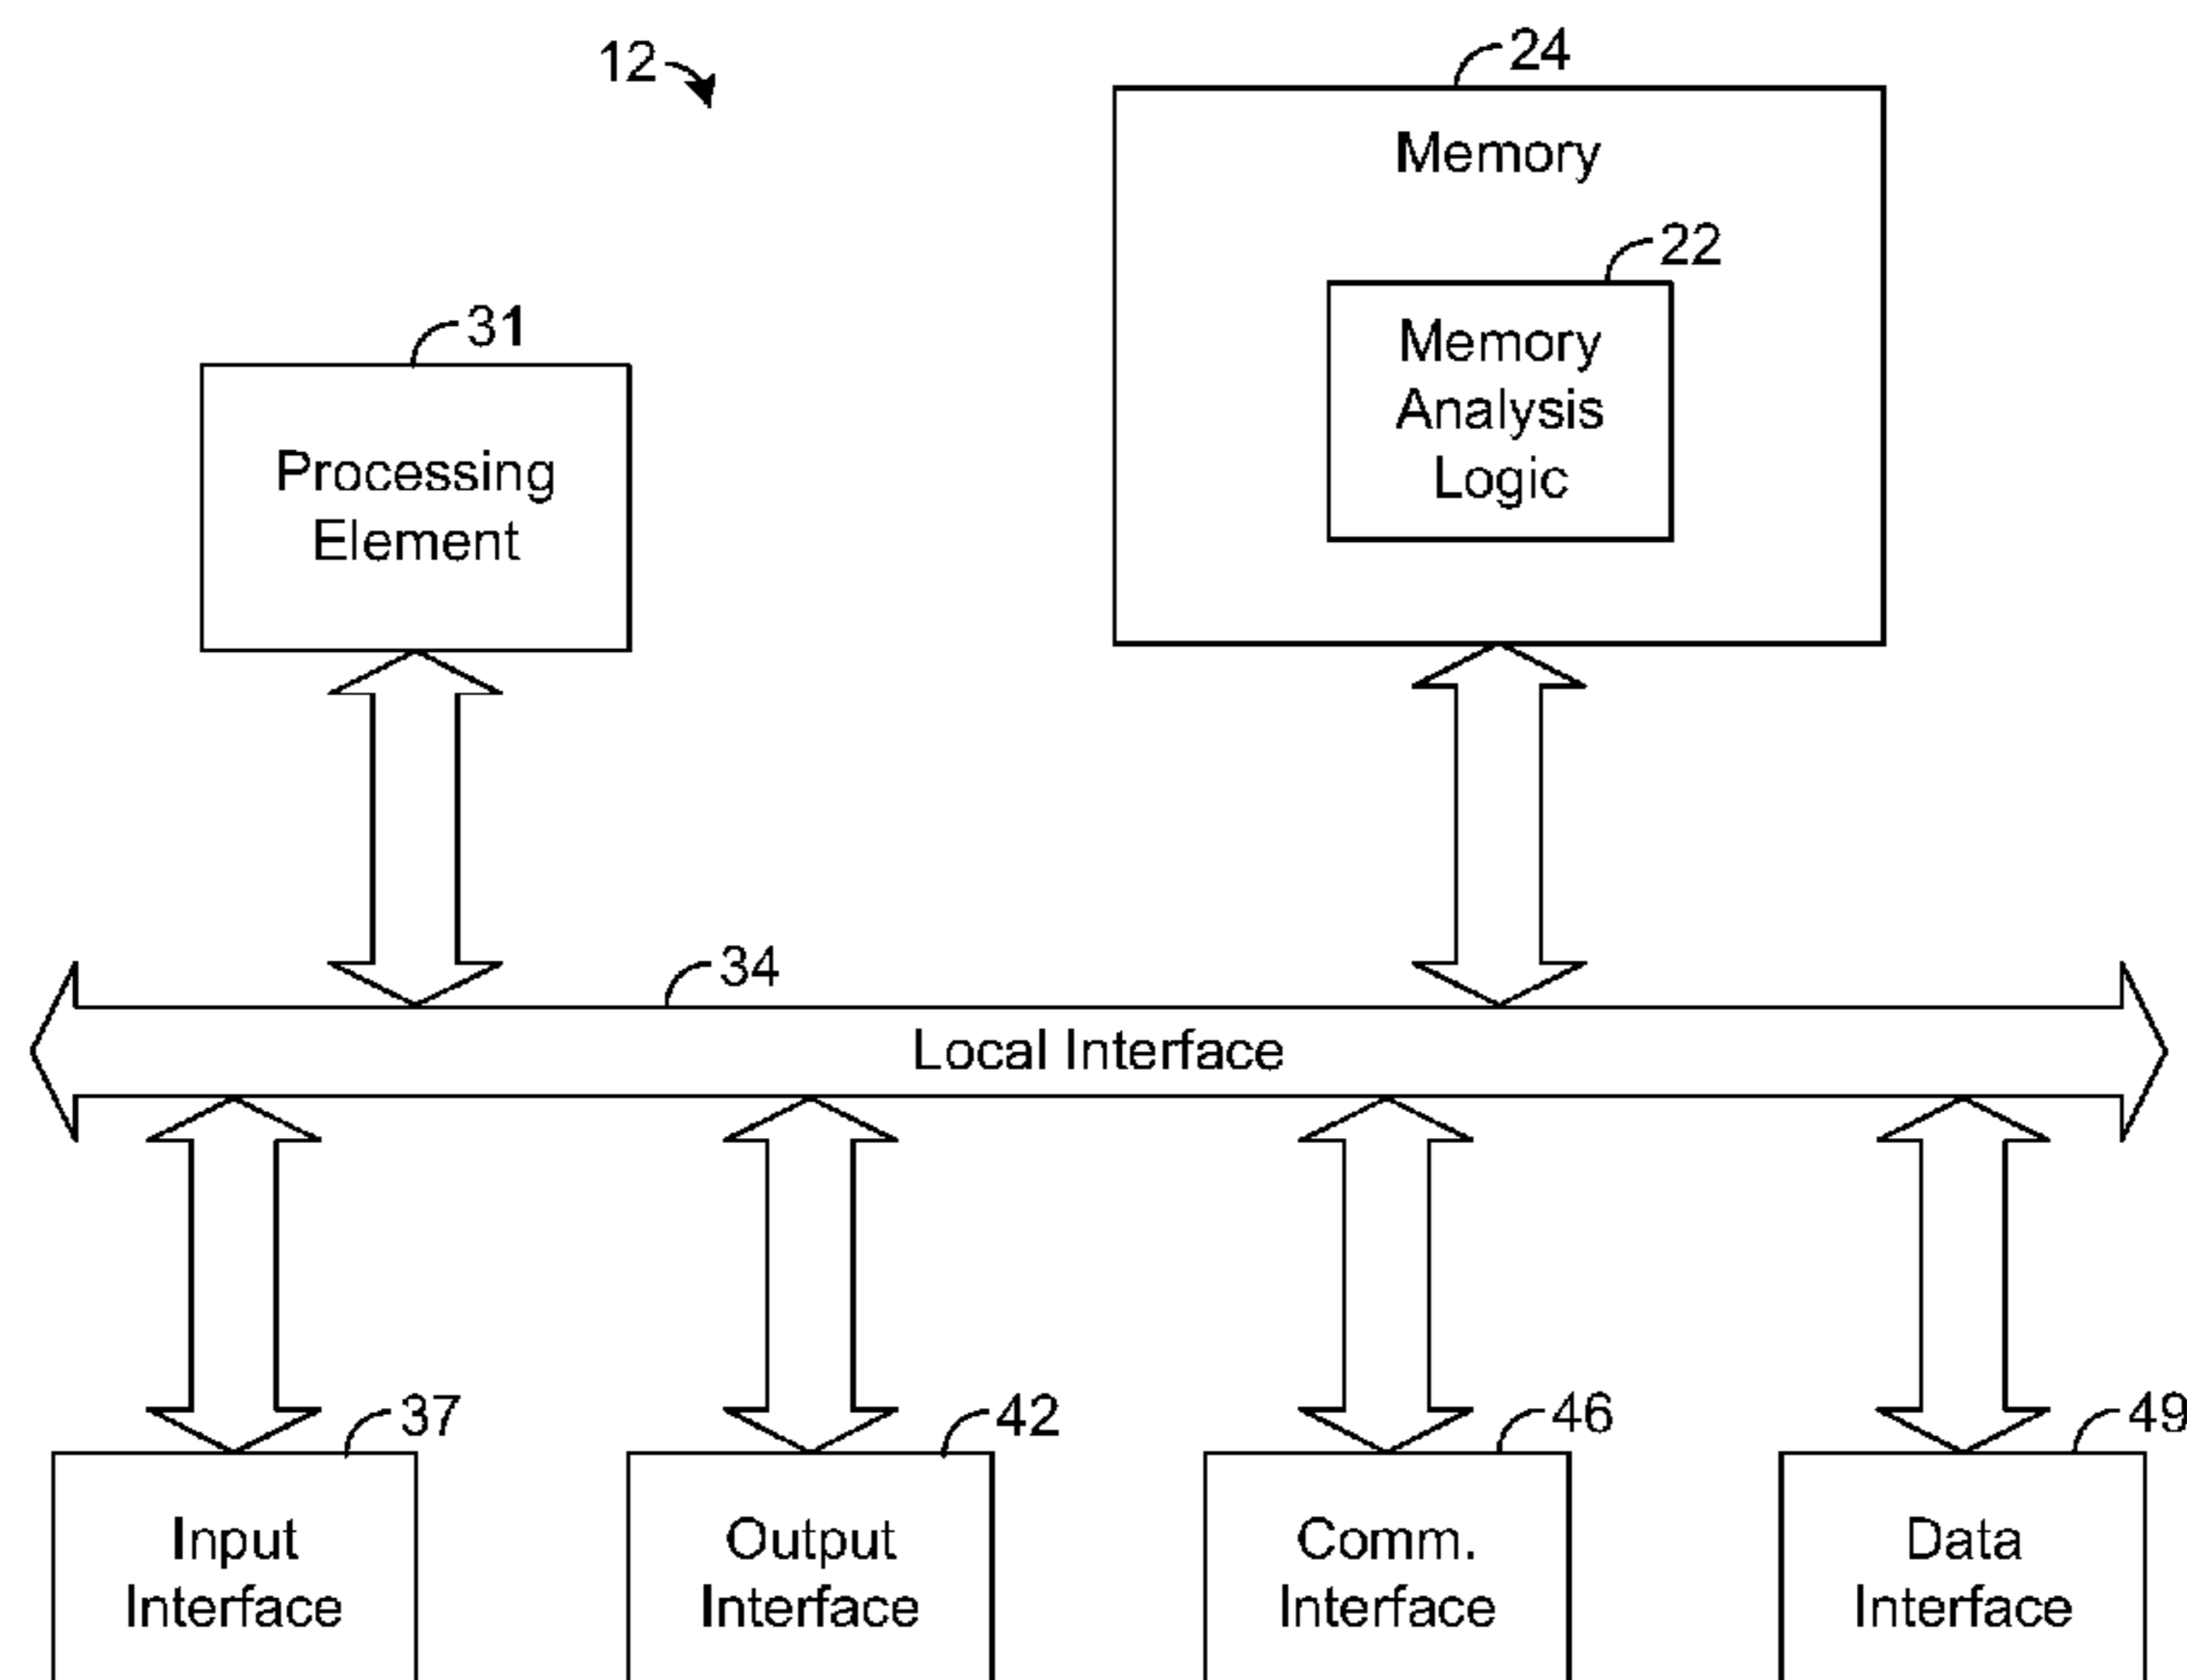 12
24
Memory
22
Memory
Analysis
Logic
31
Processing
Element
34
Local Interface
37
42
46
49
Input
Interface
Output
Interface
Comm.
Interface
Data
Interface